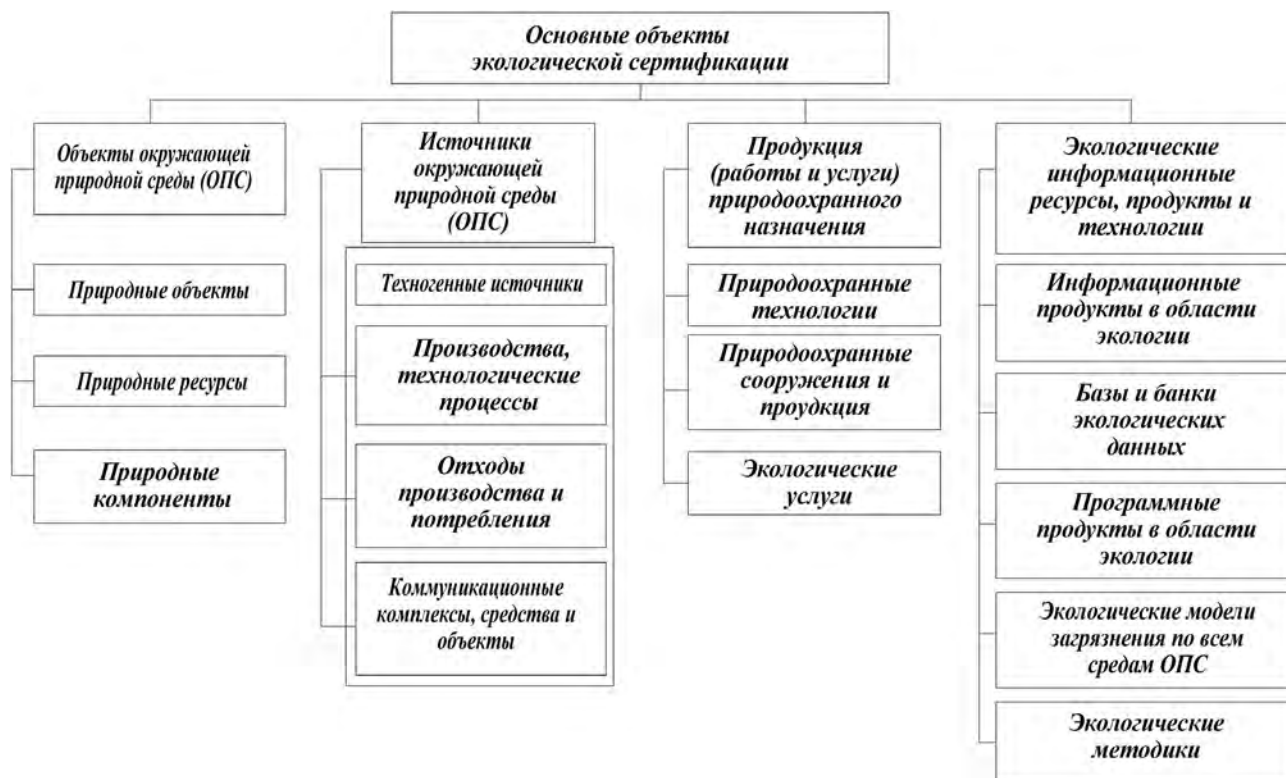 Основные объекты
экологической сертификации
Объекты окружающей
природной среды (ОПС)
Природные объекты
Природные ресурсы
Природные
компоненты
Источники
окружающей
природной среды
(ОПС)
Техногенные источники
Производства,
технологические
процессы
Отходы
производства и
потребления
Коммуникационные
комплексы, средства и
объекты
Продукция
(работы и услуги)
природоохранного
назначения
Природоохранные
технологии
Природоохранные
сооружения и
проудкция
Экологические
услуги
Экологические
информационные
ресурсы, продукты и
технологии
Информационные
продукты в области
экологии
Базы и банки
экологических
данных
Программные
продукты в области
экологии
Экологические модели
загрязнения по всем
средам ОПС
Экологические
методики